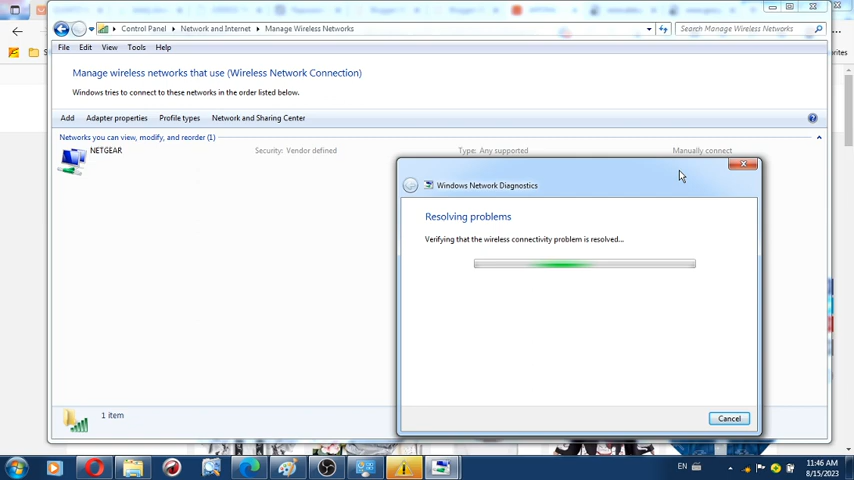 Control Panel Network and Internet Manage Wireless Networks Search Manage Wireless Networks
File Edit View Tools Help
Manage wireless networks that use (Wireless Network Connection)
Windows tries to connect to these networks in the order listed below.
Add Adapter properties Profile types Network and Sharing Center
Networks you can view, modify, and reorder (1)
NETGEAR Security: Vendor defined Type: Any supported Manually connect
Windows Network Diagnostics
Resolving problems
Verifying that the wireless connectivity problem is resolved...
Cancel
1 item
EN
11:46 AM
8/15/2023